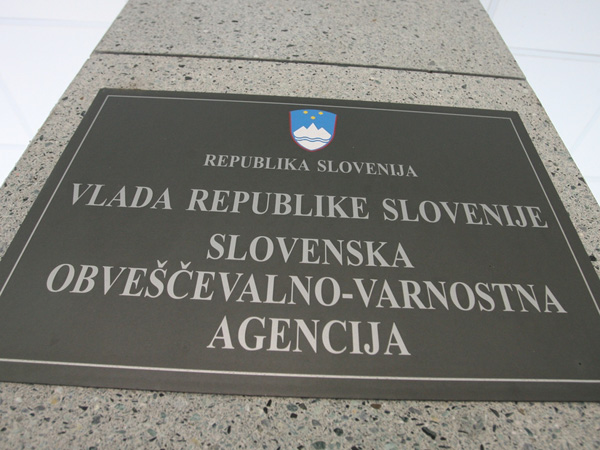 REPUBLIKA SLOVENIJA
VLADA REPUBLIKE SLOVENIJE
SLOVENSKA
OBVEŠČEVALNO-VARNOSTNA
AGENCIJA